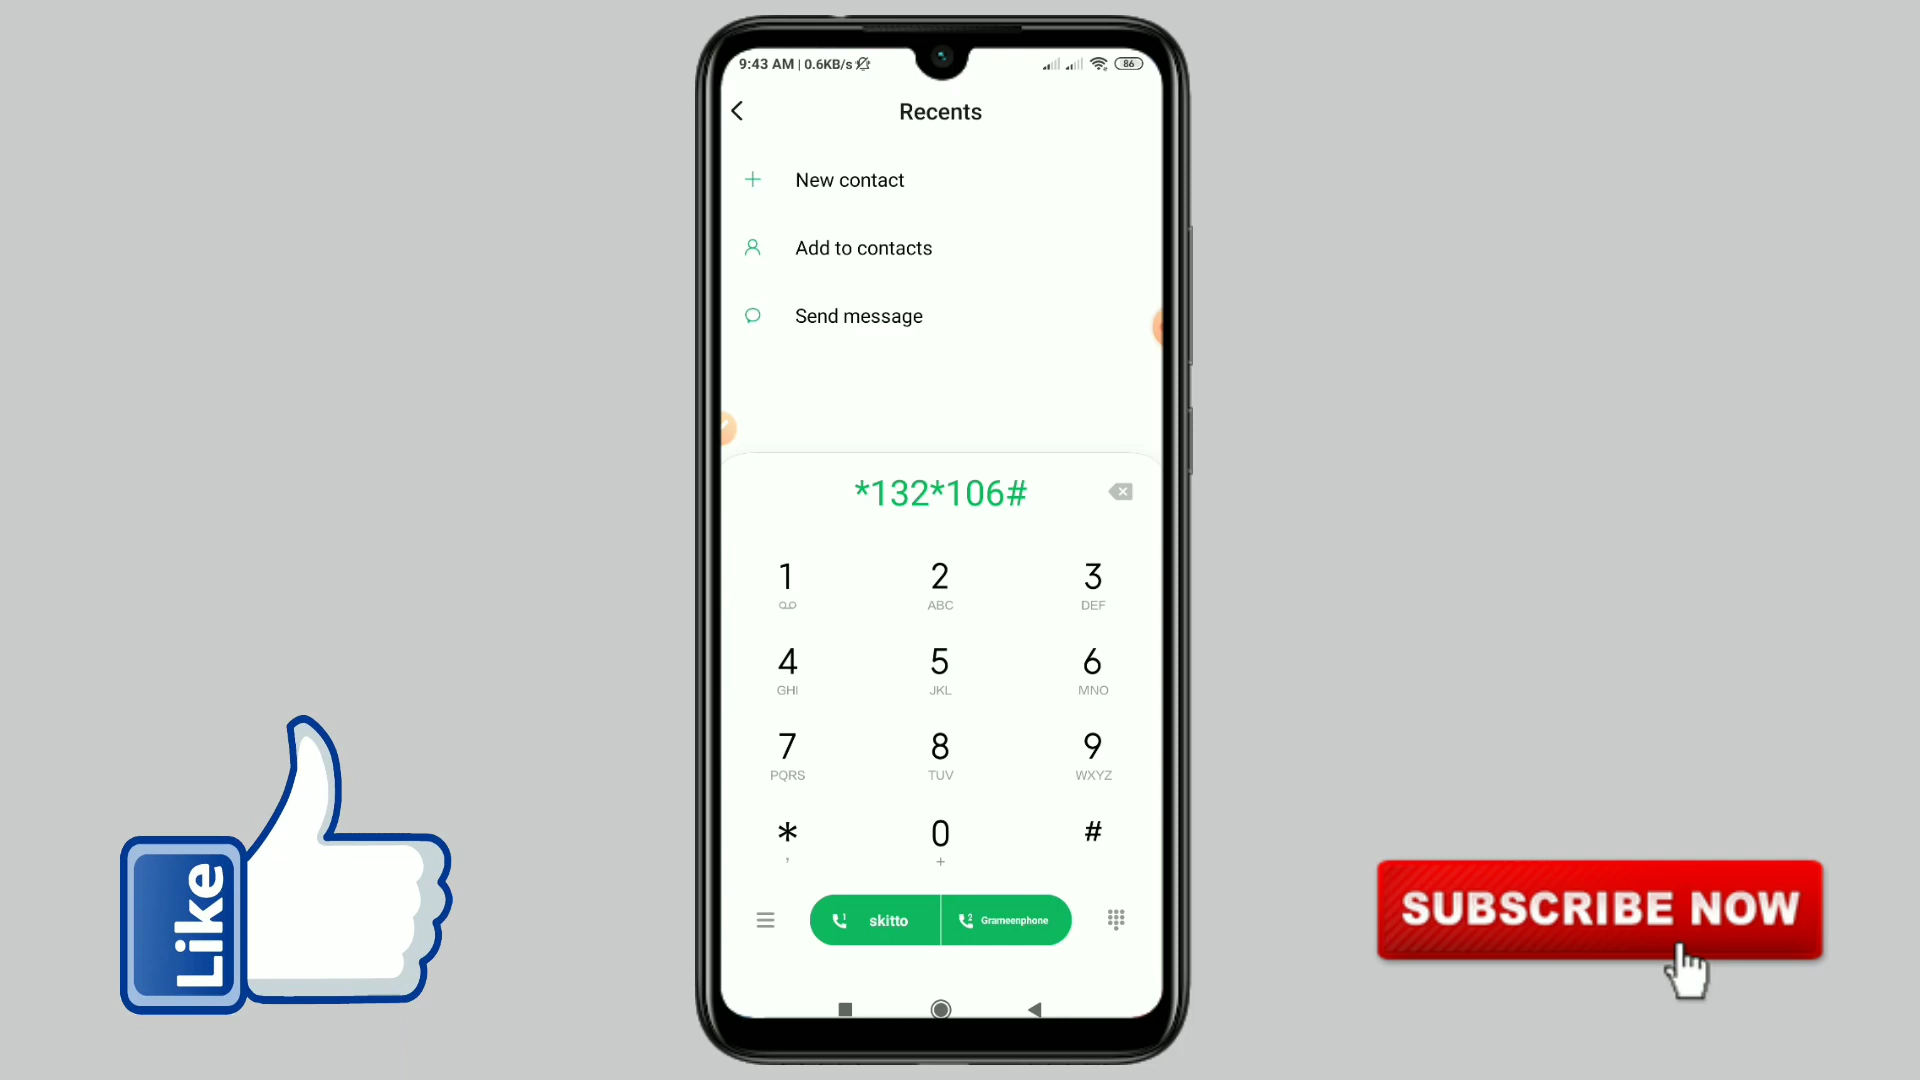 9:43 AM | 0.6KB/s
86
Recents
New contact
Add to contacts
Send message
*132*106#
1 2 3
ABC DEF
4 5 6
GHI JKL MNO
7 8 9
PQRS TUV WXYZ
* 0 #
, +
1 skitto 2 Grameenphone
Like
SUBSCRIBE NOW